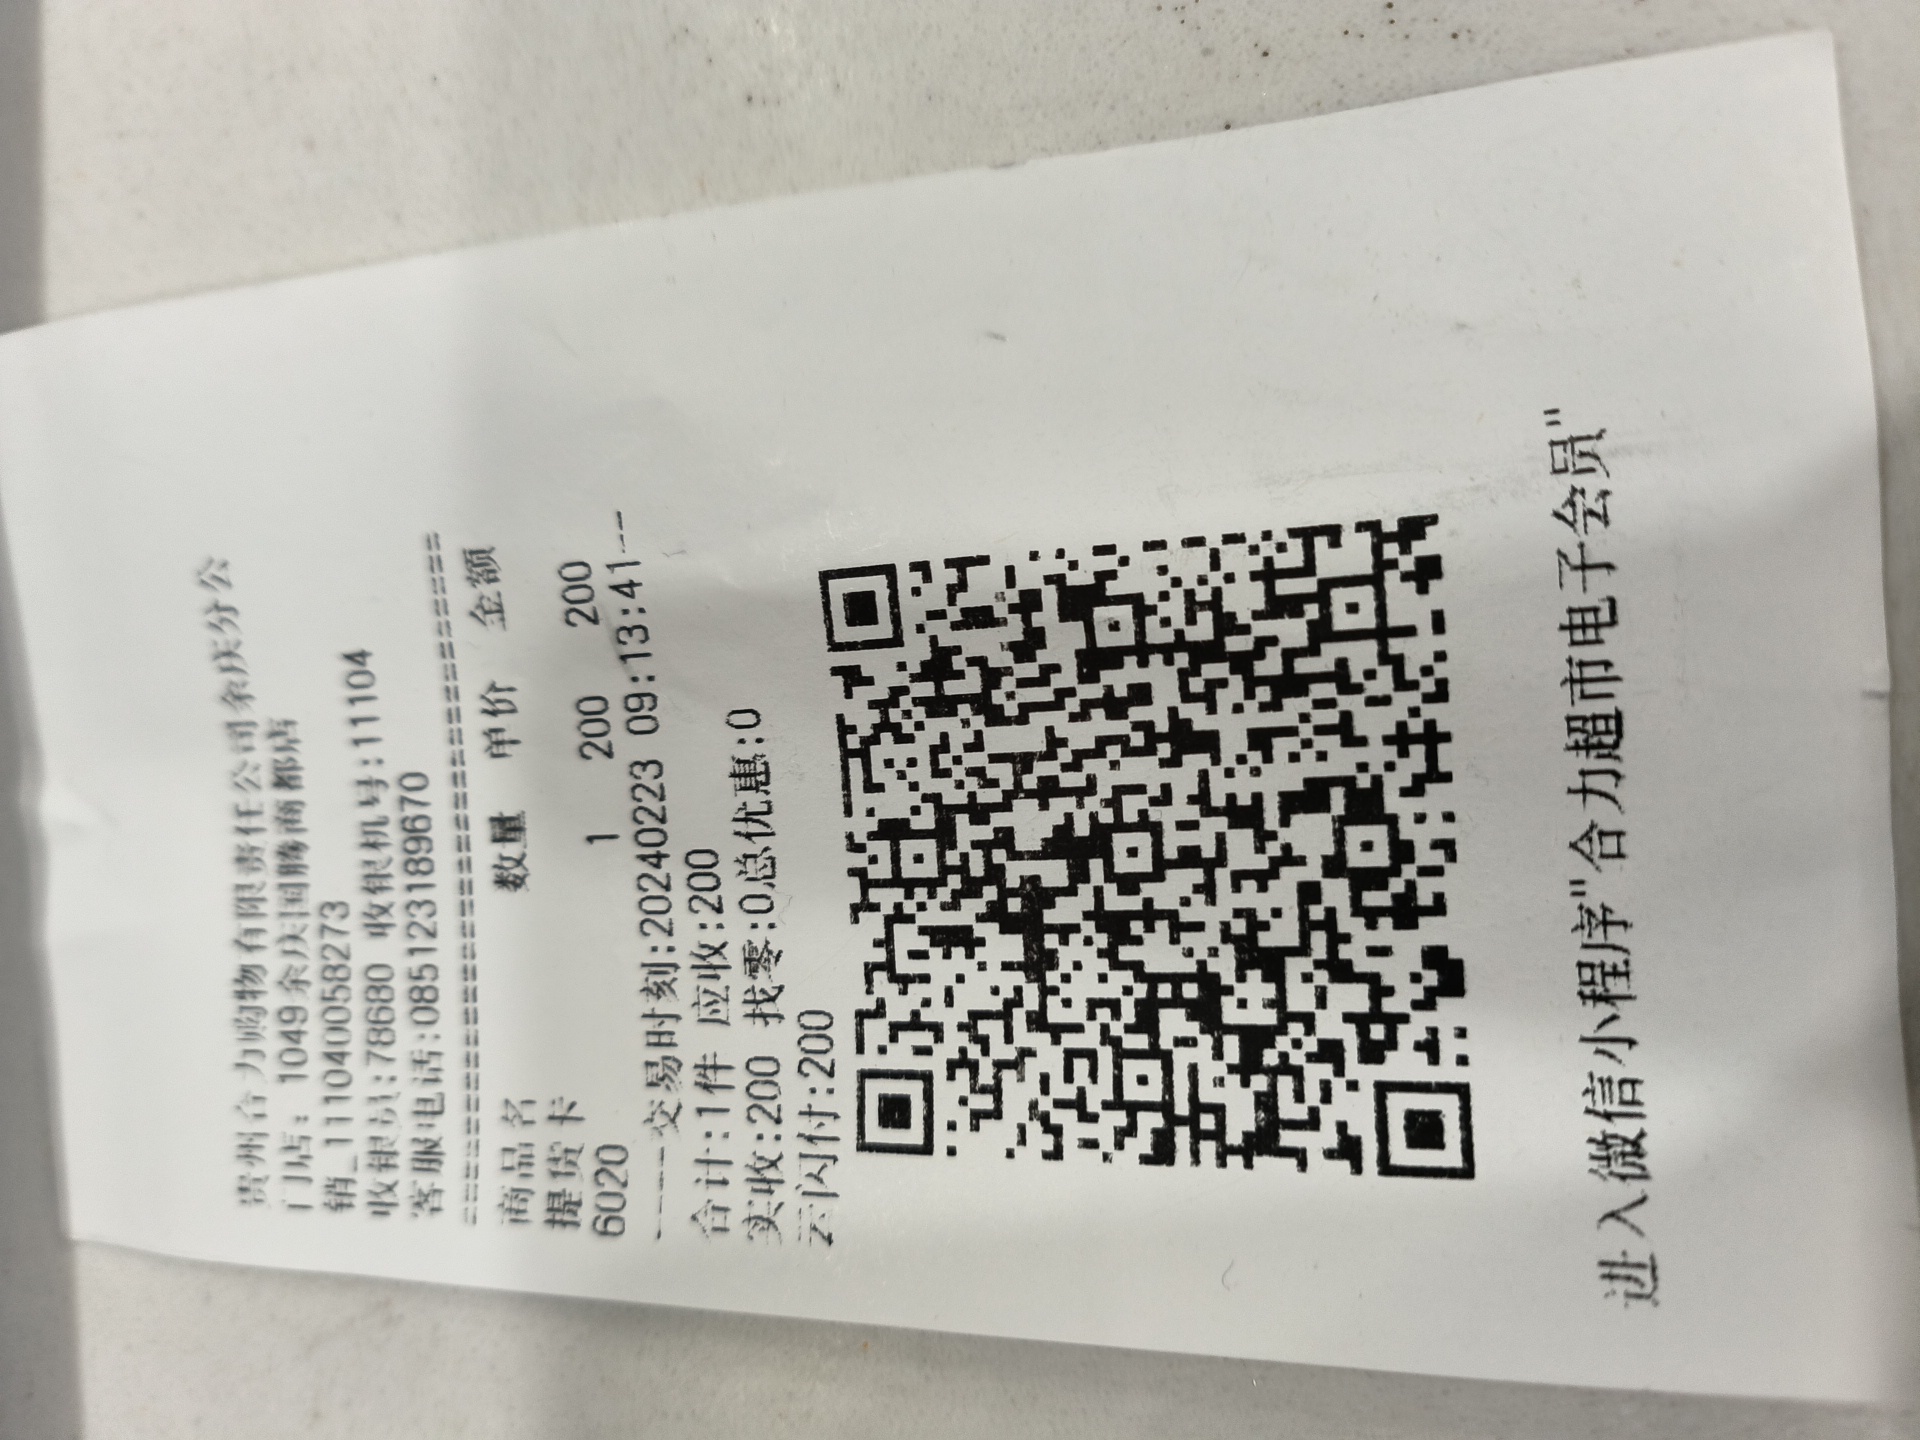 贵州合力购物有限责任公司余庆分公
门店: 1049余庆国腾商都店
销_111040058273
收银员:78680 收银机号:11104
客服电话:085123189670
========================================
商品名 数量 单价 金额
提货卡
6020 1 200 200
----交易时刻:20240223 09:13:41---
合计:1件 应收:200
实收:200 找零:0总优惠:0
云闪付:200
进入微信小程序"合力超市电子会员"